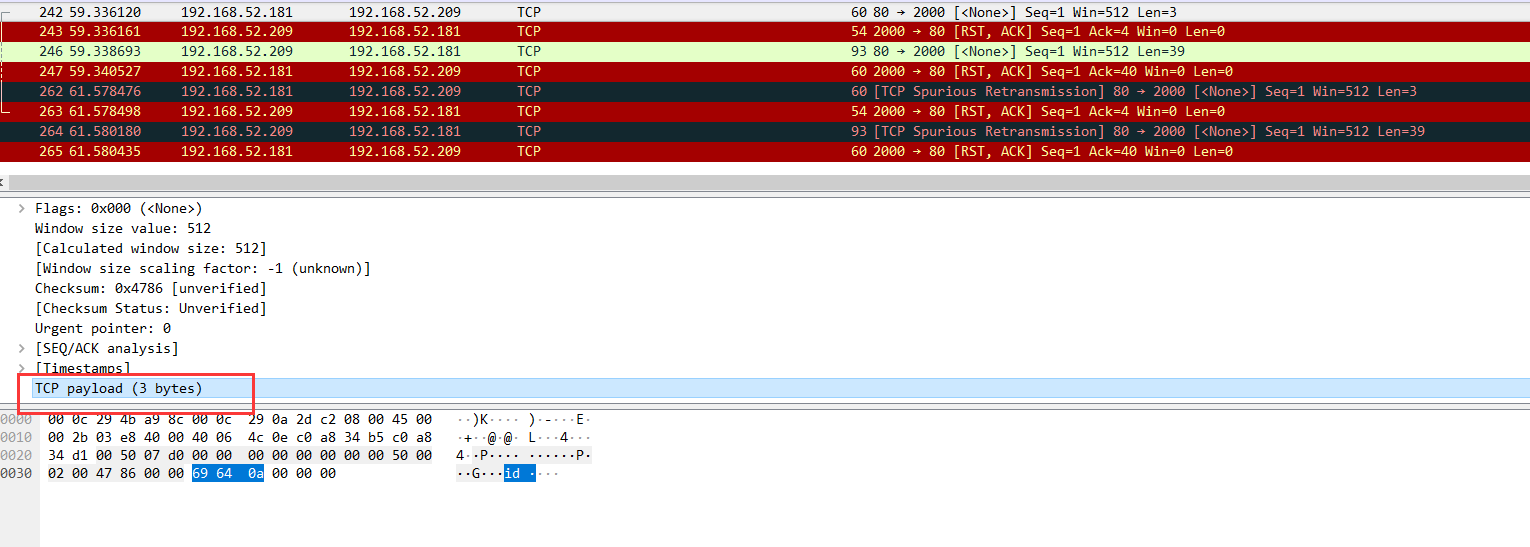 242 59.336120 192.168.52.181 192.168.52.209 TCP 60 80 → 2000 [<None>] Seq=1 Win=512 Len=3
243 59.336161 192.168.52.209 192.168.52.181 TCP 54 2000 → 80 [RST, ACK] Seq=1 Ack=4 Win=0 Len=0
246 59.338693 192.168.52.209 192.168.52.181 TCP 93 80 → 2000 [<None>] Seq=1 Win=512 Len=39
247 59.340527 192.168.52.181 192.168.52.209 TCP 60 2000 → 80 [RST, ACK] Seq=1 Ack=40 Win=0 Len=0
262 61.578476 192.168.52.181 192.168.52.209 TCP 60 [TCP Spurious Retransmission] 80 → 2000 [<None>] Seq=1 Win=512 Len=3
263 61.578498 192.168.52.209 192.168.52.181 TCP 54 2000 → 80 [RST, ACK] Seq=1 Ack=4 Win=0 Len=0
264 61.580180 192.168.52.209 192.168.52.181 TCP 93 [TCP Spurious Retransmission] 80 → 2000 [<None>] Seq=1 Win=512 Len=39
265 61.580435 192.168.52.181 192.168.52.209 TCP 60 2000 → 80 [RST, ACK] Seq=1 Ack=40 Win=0 Len=0
Flags: 0x000 (<None>)
Window size value: 512
[Calculated window size: 512]
[Window size scaling factor: -1 (unknown)]
Checksum: 0x4786 [unverified]
[Checksum Status: Unverified]
Urgent pointer: 0
[SEQ/ACK analysis]
[Timestamps]
TCP payload (3 bytes)
0000 00 0c 29 4b a9 8c 00 0c 29 0a 2d c2 08 00 45 00 ··)K···· )·-···E·
0010 00 2b 03 e8 40 00 40 06 4c 0e c0 a8 34 b5 c0 a8 ·+··@·@· L···4···
0020 34 d1 00 50 07 d0 00 00 00 00 00 00 00 00 50 00 4··P···· ······P·
0030 02 00 47 86 00 00 69 64 0a 00 00 00 ··G···id ····